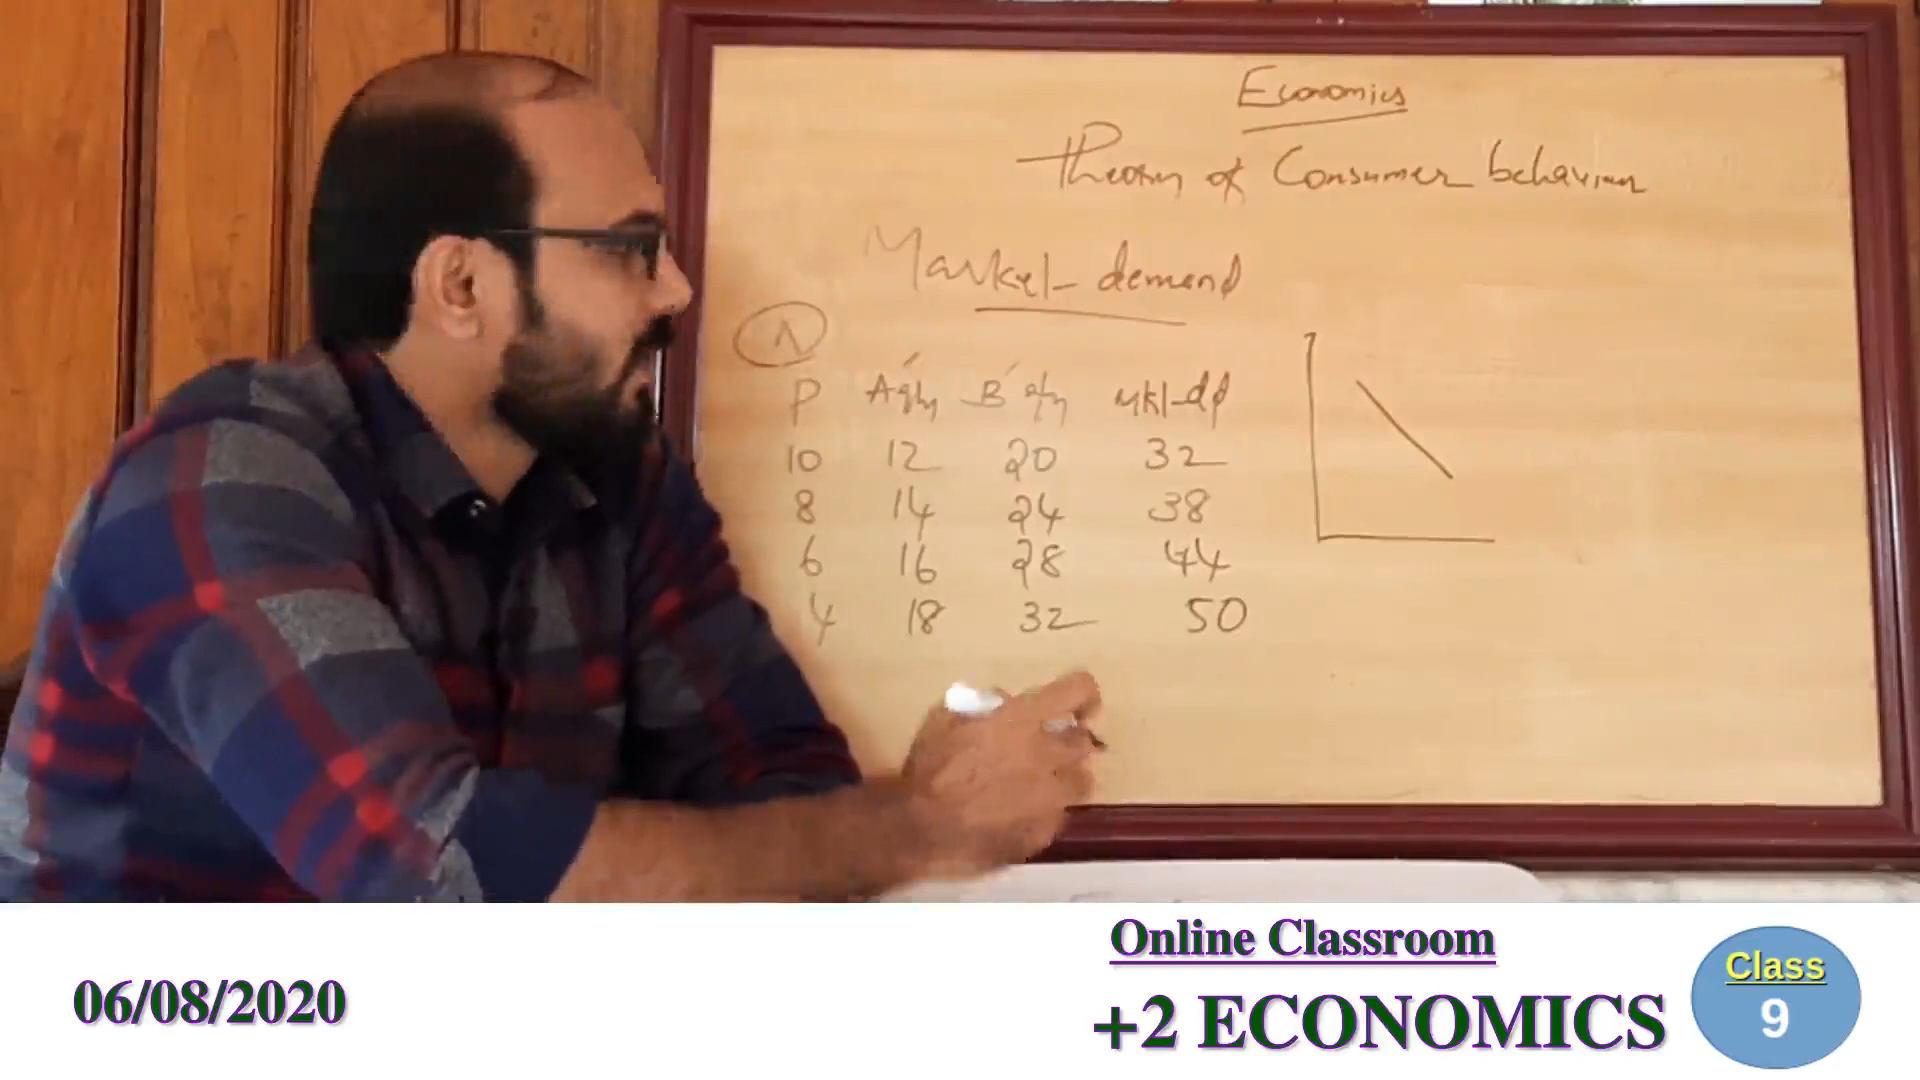 Economics
Theory of Consumer behaviour
Market demand
P A's qty B's qty Mkt dd
10 12 20 32
8 14 24 38
6 16 28 44
4 18 32 50
06/08/2020
Online Classroom
+2 ECONOMICS
Class
9